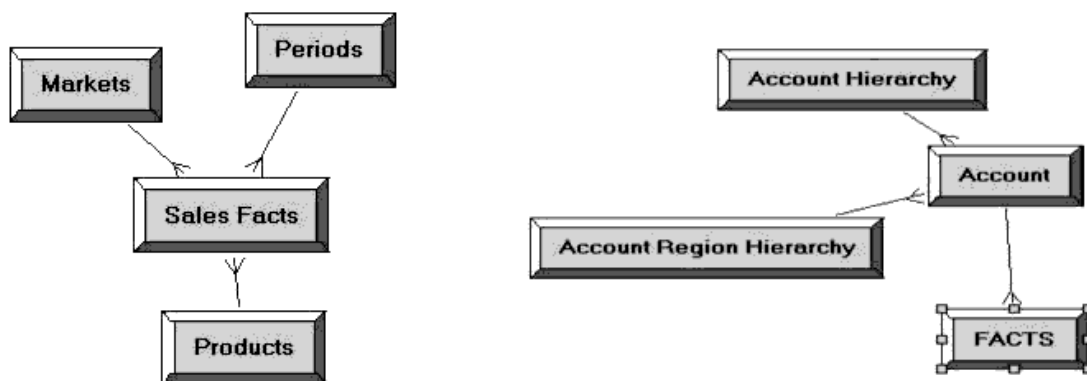 Markets
Periods
Sales Facts
Products
Account Hierarchy
Account
Account Region Hierarchy
FACTS